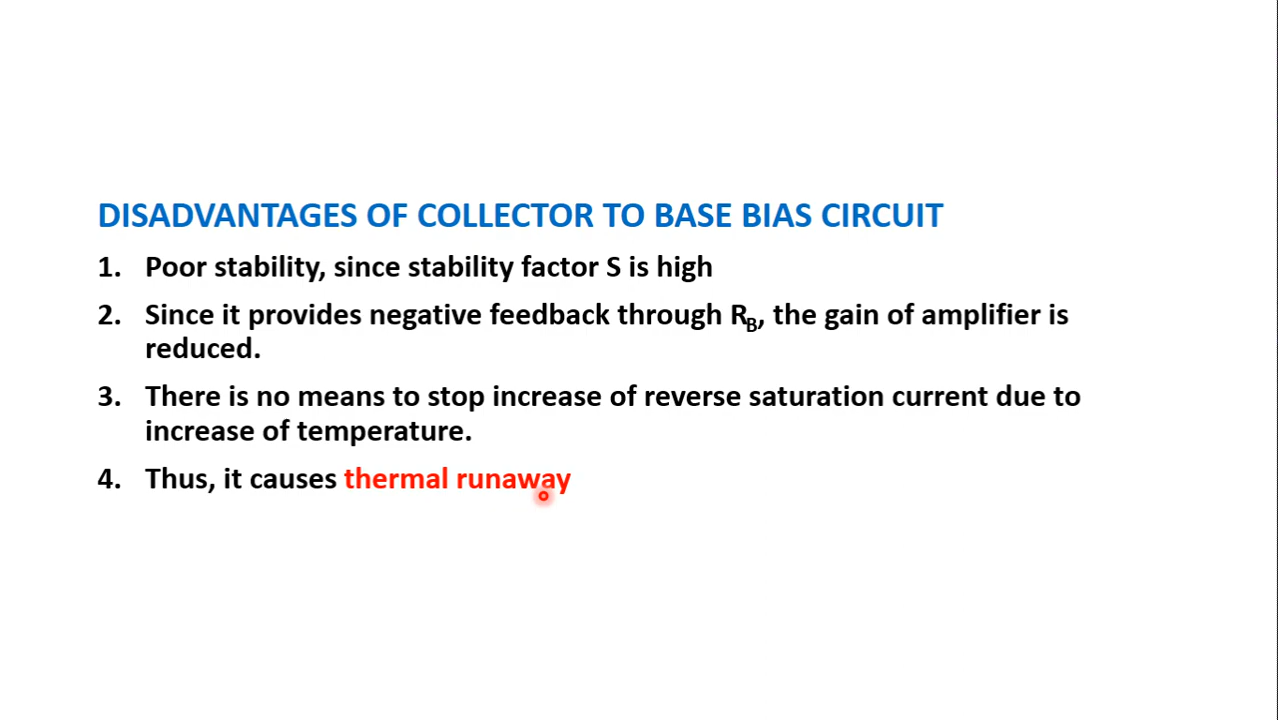 DISADVANTAGES OF COLLECTOR TO BASE BIAS CIRCUIT
1. Poor stability, since stability factor S is high
2. Since it provides negative feedback through RB, the gain of amplifier is
reduced.
3. There is no means to stop increase of reverse saturation current due to
increase of temperature.
4. Thus, it causes thermal runaway